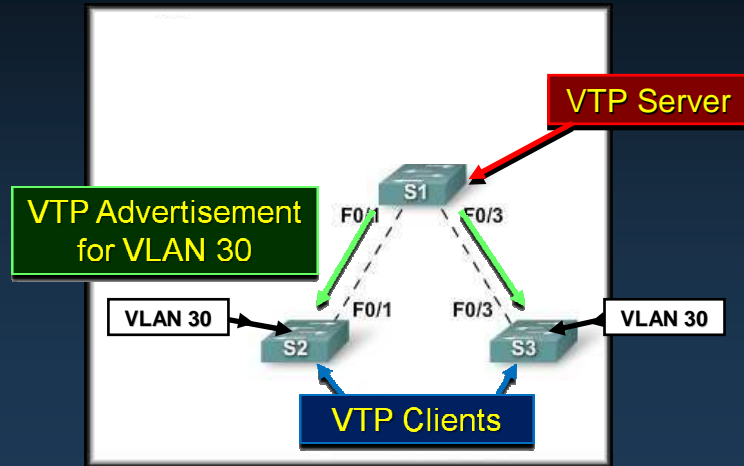 VTP Server
S1
F0/1
F0/3
VTP Advertisement
for VLAN 30
F0/1
F0/3
VLAN 30
VLAN 30
S2
S3
VTP Clients